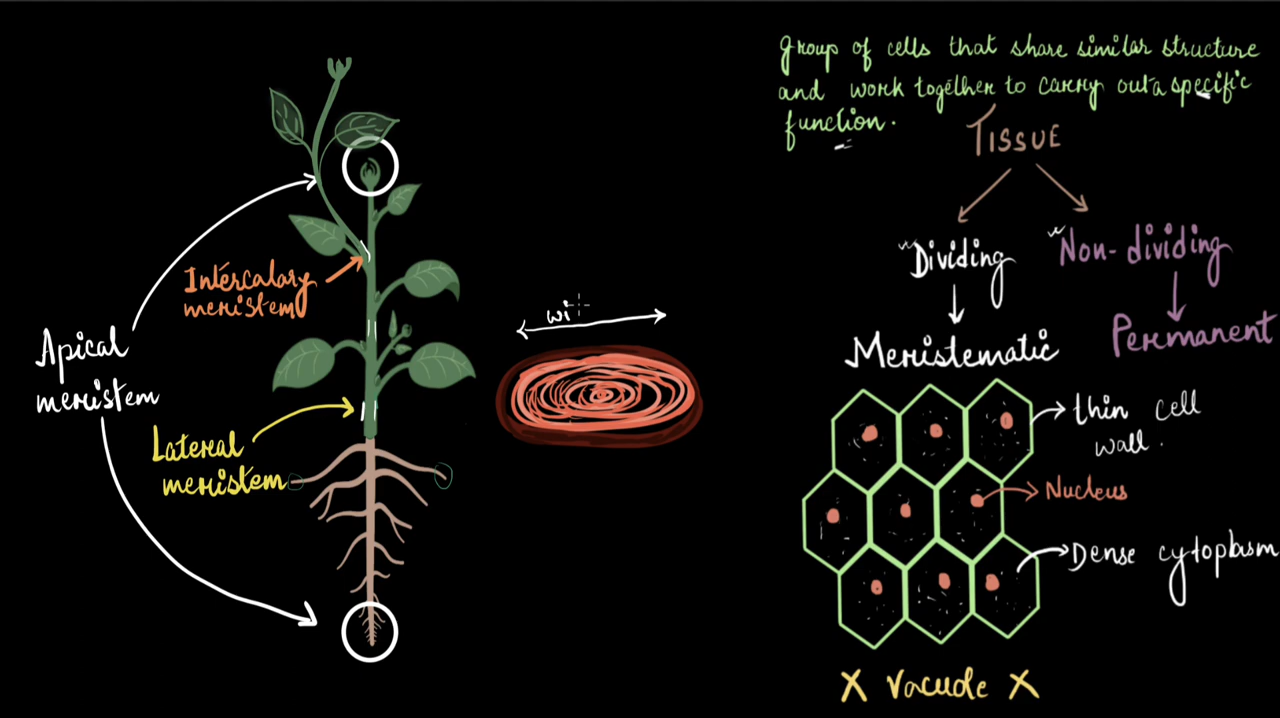 Group of cells that share similar structure
and work together to carry out a specific
function.
TISSUE
"Dividing
"Non-dividing
Meristematic
Permanent
thin cell
wall.
Nucleus
Dense cytoplasm
X Vacuole X
Intercalary
meristem
wi
Apical
meristem
Lateral
meristem